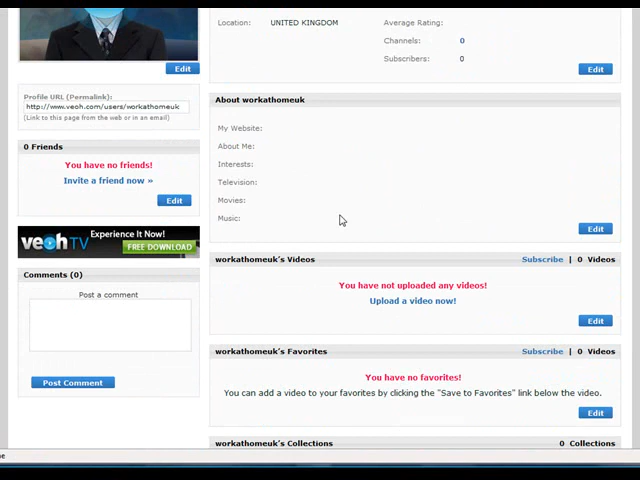 Location: UNITED KINGDOM
Average Rating:
Channels: 0
Subscribers: 0
Edit
Edit
Profile URL (Permalink):
http://www.veoh.com/users/workathomeuk
(Link to this page from the web or in an email)
0 Friends
You have no friends!
Invite a friend now »
Edit
veoh TV
Experience It Now!
FREE DOWNLOAD
Comments (0)
Post a comment
Post Comment
About workathomeuk
My Website:
About Me:
Interests:
Television:
Movies:
Music:
Edit
workathomeuk's Videos
Subscribe | 0 Videos
You have not uploaded any videos!
Upload a video now!
Edit
workathomeuk's Favorites
Subscribe | 0 Videos
You have no favorites!
You can add a video to your favorites by clicking the "Save to Favorites" link below the video.
Edit
workathomeuk's Collections
0 Collections